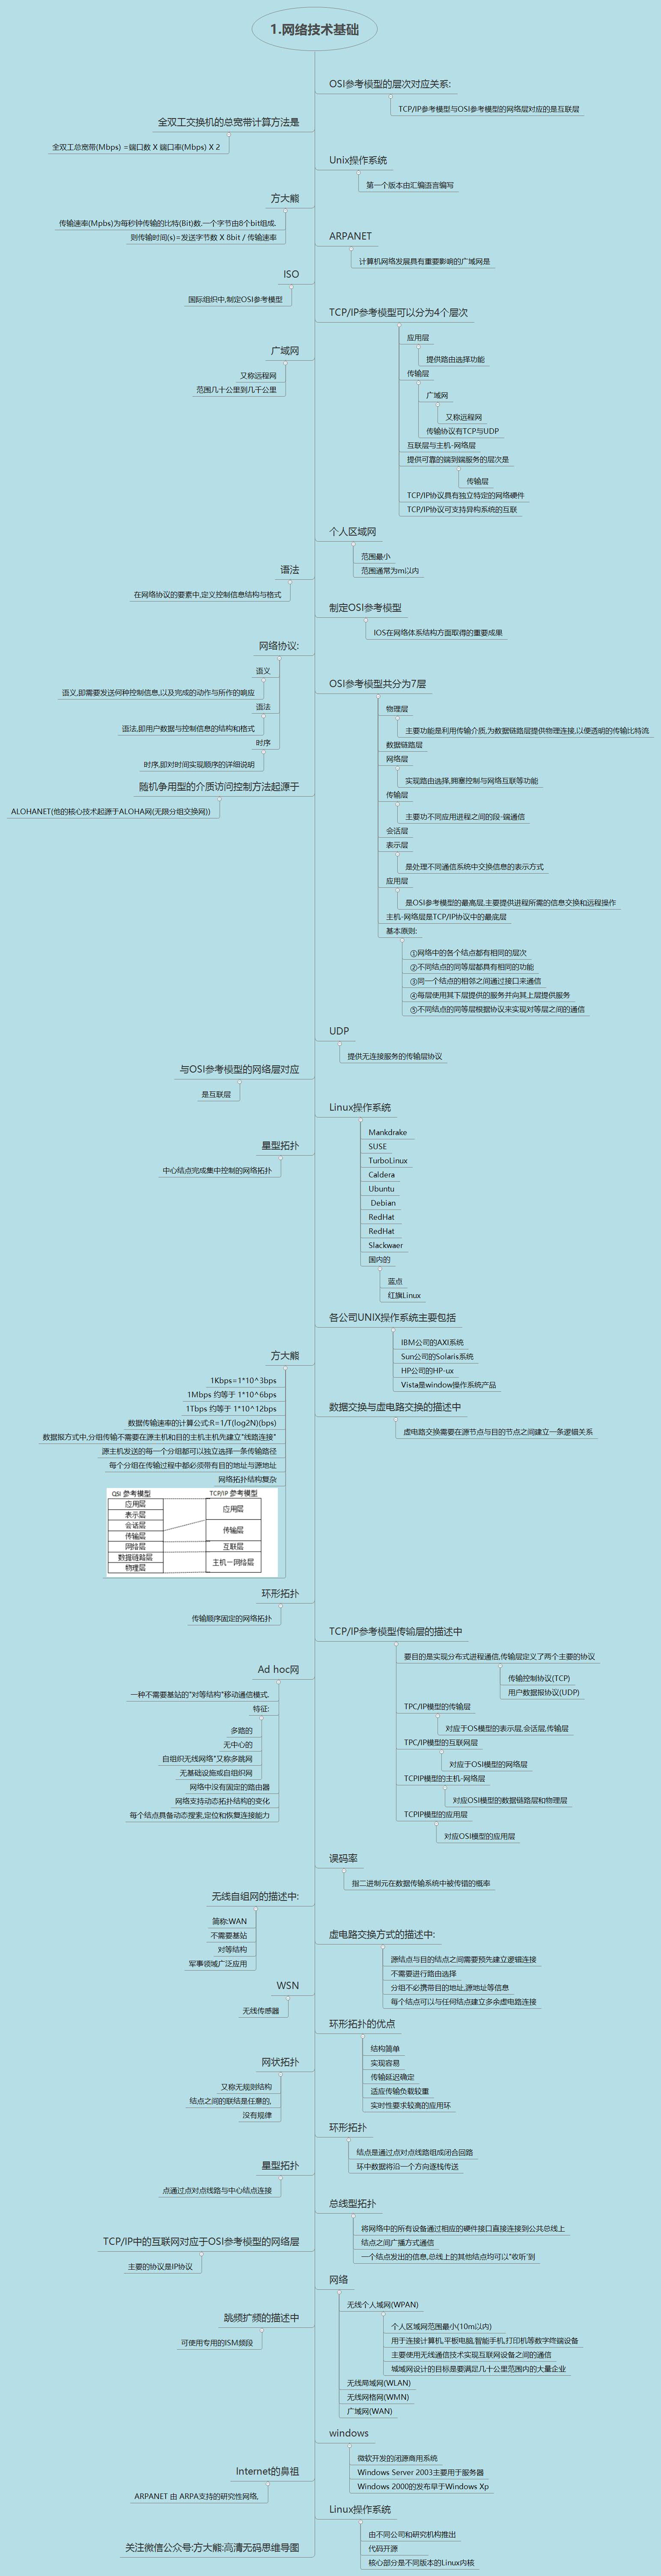 1.网络技术基础
OSI参考模型的层次对应关系:
TCP/IP参考模型与OSI参考模型的网络层对应的是互联层
全双工交换机的总宽带计算方法是
全双工总宽带(Mbps) =端口数 X 端口率(Mbps) X 2
Unix操作系统
第一个版本由汇编语言编写
方大熊
传输速率(Mpbs)为每秒钟传输的比特(Bit)数.一个字节由8个bit组成.
则传输时间(s)=发送字节数 X 8bit / 传输速率
ARPANET
计算机网络发展具有重要影响的广域网是
ISO
国际组织中,制定OSI参考模型
TCP/IP参考模型可以分为4个层次
应用层
提供路由选择功能
传输层
广域网
又称远程网
传输协议有TCP与UDP
互联层与主机-网络层
提供可靠的端到端服务的层次是
传输层
TCP/IP协议具有独立特定的网络硬件
TCP/IP协议可支持异构系统的互联
广域网
又称远程网
范围几十公里到几千公里
个人区域网
范围最小
范围通常为m以内
语法
在网络协议的要素中,定义控制信息结构与格式
制定OSI参考模型
IOS在网络体系结构方面取得的重要成果
网络协议:
语义
语义,即需要发送何种控制信息,以及完成的动作与所作的响应
语法
语法,即用户数据与控制信息的结构和格式
时序
时序,即对时间实现顺序的详细说明
OSI参考模型共分为7层
物理层
主要功能是利用传输介质,为数据链路层提供物理连接,以便透明的传输比特流
数据链路层
网络层
实现路由选择,拥塞控制与网络互联等功能
传输层
主要功不同应用进程之间的段-端通信
会话层
表示层
是处理不同通信系统中交换信息的表示方式
应用层
是OSI参考模型的最高层,主要提供进程所需的信息交换和远程操作
主机-网络层是TCP/IP协议中的最底层
基本原则:
①网络中的各个结点都有相同的层次
②不同结点的同等层都具有相同的功能
③同一个结点的相邻之间通过接口来通信
④每层使用其下层提供的服务并向其上层提供服务
⑤不同结点的同等层根据协议来实现对等层之间的通信
随机争用型的介质访问控制方法起源于
ALOHANET(他的核心技术起源于ALOHA网(无限分组交换网))
UDP
提供无连接服务的传输层协议
与OSI参考模型的网络层对应
是互联层
Linux操作系统
Mankdrake
SUSE
TurboLinux
Caldera
Ubuntu
Debian
RedHat
RedHat
Slackwaer
国内的
蓝点
红旗Linux
星型拓扑
中心结点完成集中控制的网络拓扑
各公司UNIX操作系统主要包括
IBM公司的AXI系统
Sun公司的Solaris系统
HP公司的HP-ux
Vista是window操作系统产品
方大熊
1Kbps=1*10^3bps
1Mbps 约等于 1*10^6bps
1Tbps 约等于 1*10^12bps
数据传输速率的计算公式:R=1/T(log2N)(bps)
数据报方式中,分组传输不需要在源主机和目的主机主机先建立"线路连接"
源主机发送的每一个分组都可以独立选择一条传输路径
每个分组在传输过程中都必须带有目的地址与源地址
网络拓扑结构复杂
OSI 参考模型
TCP/IP 参考模型
应用层
表示层
会话层
传输层
网络层
数据链路层
物理层
应用层
传输层
互联层
主机—网络层
数据交换与虚电路交换的描述中
虚电路交换需要在源节点与目的节点之间建立一条逻辑关系
环形拓扑
传输顺序固定的网络拓扑
TCP/IP参考模型传输层的描述中
要目的是实现分布式进程通信,传输层定义了两个主要的协议
传输控制协议(TCP)
用户数据报协议(UDP)
TPC/IP模型的传输层
对应于OS模型的表示层,会话层,传输层
TPC/IP模型的互联网层
对应于OSI模型的网络层
TCPIP模型的主机-网络层
对应OSI模型的数据链路层和物理层
TCPIP模型的应用层
对应OSI模型的应用层
Ad hoc网
一种不需要基站的"对等结构"移动通信模式.
特征:
多路的
无中心的
自组织无线网络"又称多跳网
无基础设施或自组织网
网络中没有固定的路由器
网络支持动态拓扑结构的变化
每个结点具备动态搜索,定位和恢复连接能力
误码率
指二进制元在数据传输系统中被传错的概率
无线自组网的描述中:
简称:WAN
不需要基站
对等结构
军事领域广泛应用
虚电路交换方式的描述中:
源结点与目的结点之间需要预先建立逻辑连接
不需要进行路由选择
分组不必携带目的地址,源地址等信息
每个结点可以与任何结点建立多余虚电路连接
WSN
无线传感器
环形拓扑的优点
结构简单
实现容易
传输延迟确定
适应传输负载较重
实时性要求较高的应用环
网状拓扑
又称无规则结构
结点之间的联结是任意的,
没有规律
环形拓扑
结点是通过点对点线路组成闭合回路
环中数据将沿一个方向逐栈传送
星型拓扑
点通过点对点线路与中心结点连接
总线型拓扑
将网络中的所有设备通过相应的硬件接口直接连接到公共总线上
结点之间广播方式通信
一个结点发出的信息,总线上的其他结点均可以"收听'到
TCP/IP中的互联网对应于OSI参考模型的网络层
主要的协议是IP协议
网络
无线个人域网(WPAN)
个人区域网范围最小(10m以内)
用于连接计算机,平板电脑,智能手机,打印机等数字终端设备
主要使用无线通信技术实现互联网设备之间的通信
城域网设计的目标是要满足几十公里范围内的大量企业
无线局域网(WLAN)
无线网格网(WMN)
广域网(WAN)
跳频扩频的描述中
可使用专用的ISM频段
windows
微软开发的闭源商用系统
Windows Server 2003主要用于服务器
Windows 2000的发布早于Windows Xp
Internet的鼻祖
ARPANET 由 ARPA支持的研究性网络,
Linux操作系统
由不同公司和研究机构推出
代码开源
核心部分是不同版本的Linux内核
关注微信公众号:方大熊:高清无码思维导图